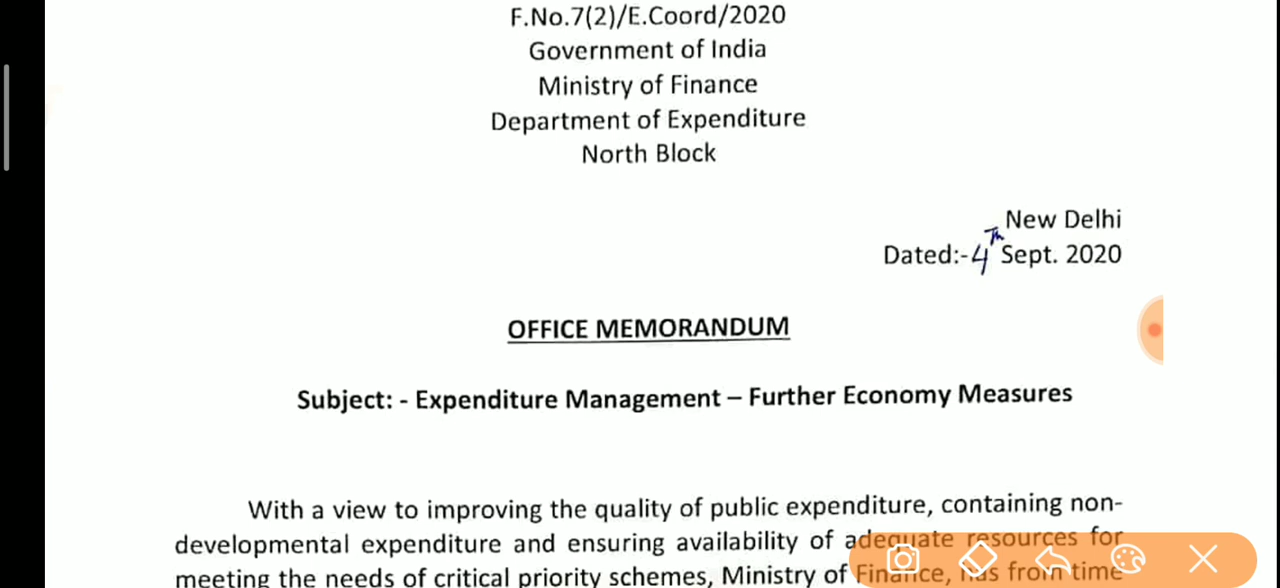 F.No.7(2)/E.Coord/2020
Government of India
Ministry of Finance
Department of Expenditure
North Block
New Delhi
Dated:-4th Sept. 2020
OFFICE MEMORANDUM
Subject: - Expenditure Management – Further Economy Measures
With a view to improving the quality of public expenditure, containing non-
developmental expenditure and ensuring availability of adequate resources for
meeting the needs of critical priority schemes, Ministry of Finance, has from time